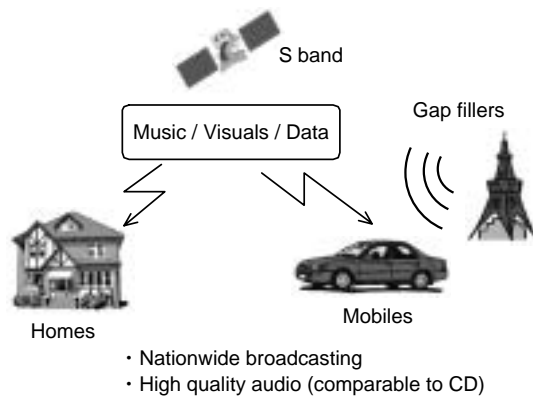 S band
Gap fillers
Music / Visuals / Data
Homes
Mobiles
・Nationwide broadcasting
・High quality audio (comparable to CD)